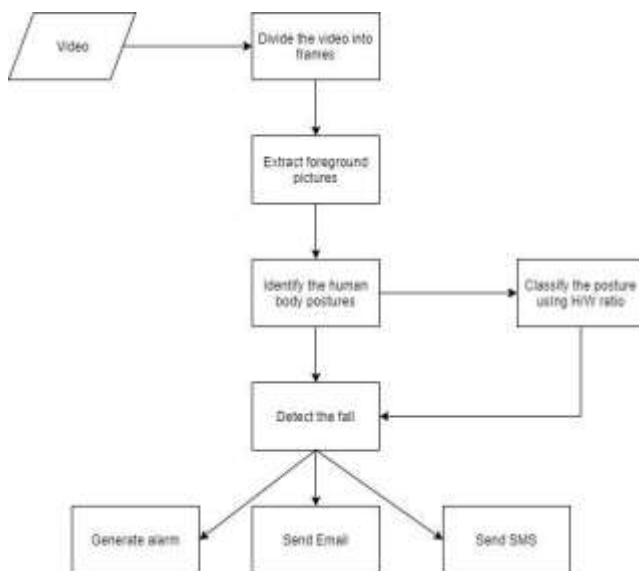 Video
Divide the video into
frames
Extract foreground
pictures
Identify the human
body postures
Classify the posture
using H/W ratio
Detect the fall
Generate alarm
Send Email
Send SMS